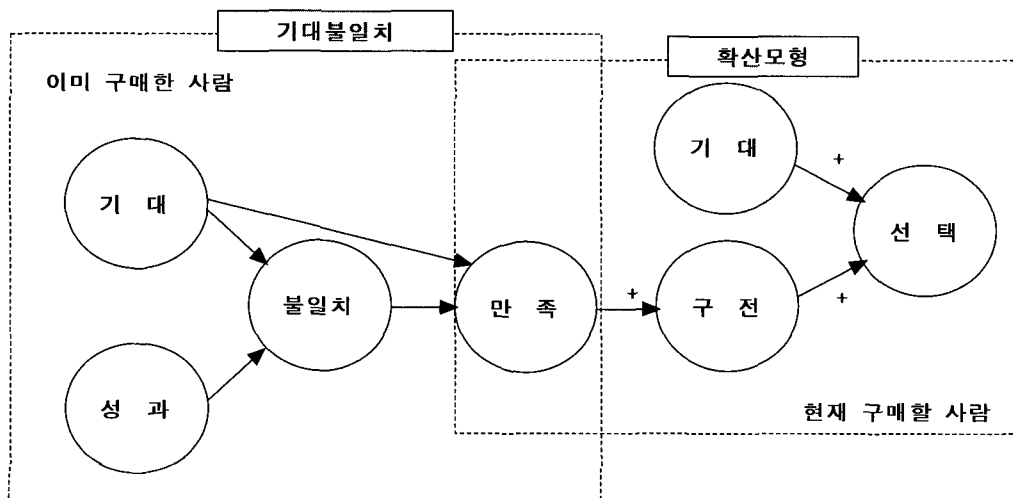 기대불일치
확산모형
이미 구매한 사람
기 대
+
기 대
선 택
불일치
만 족
+
구 전
+
성 과
현재 구매할 사람